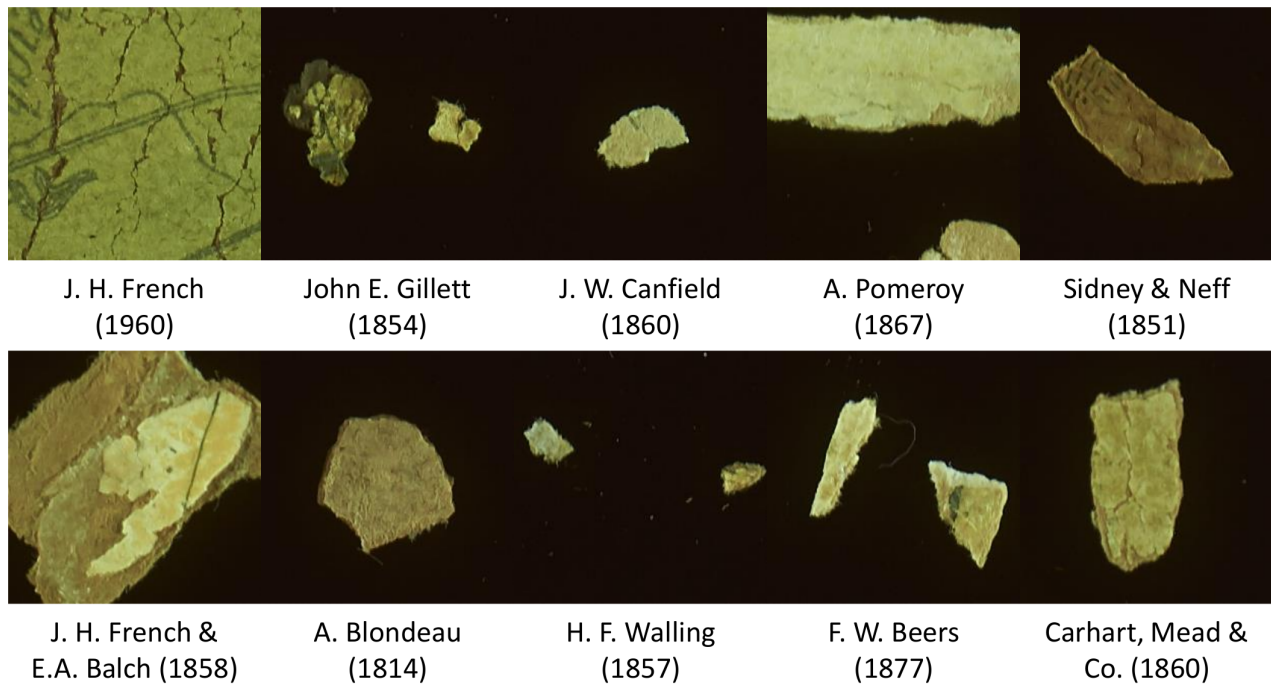 J. H. French
(1960)
John E. Gillett
(1854)
J. W. Canfield
(1860)
A. Pomeroy
(1867)
Sidney & Neff
(1851)
J. H. French &
E.A. Balch (1858)
A. Blondeau
(1814)
H. F. Walling
(1857)
F. W. Beers
(1877)
Carhart, Mead &
Co. (1860)